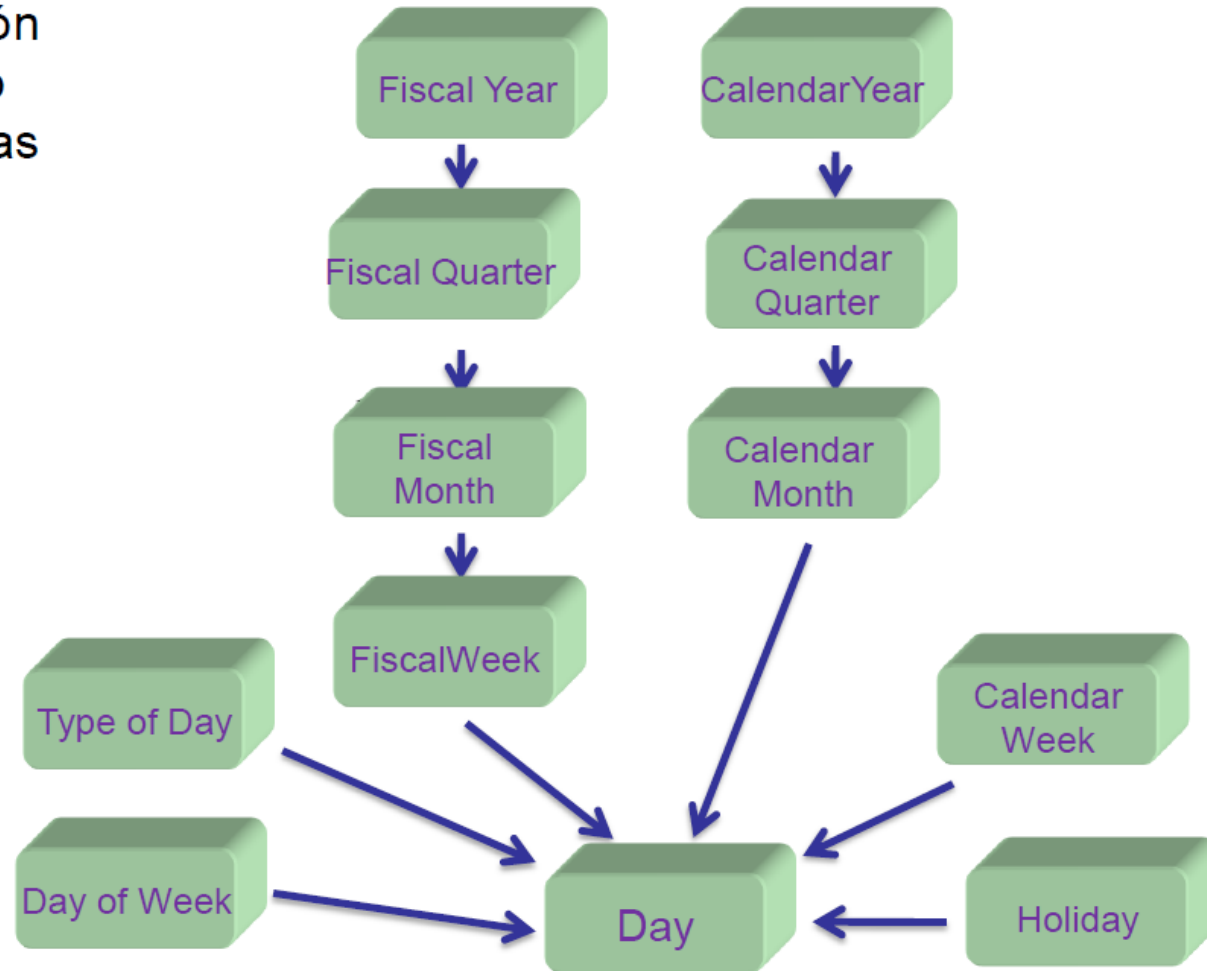 ón
o
as
Fiscal Year
CalendarYear
Fiscal Quarter
Calendar
Quarter
Fiscal
Month
Calendar
Month
FiscalWeek
Type of Day
Calendar
Week
Day of Week
Day
Holiday